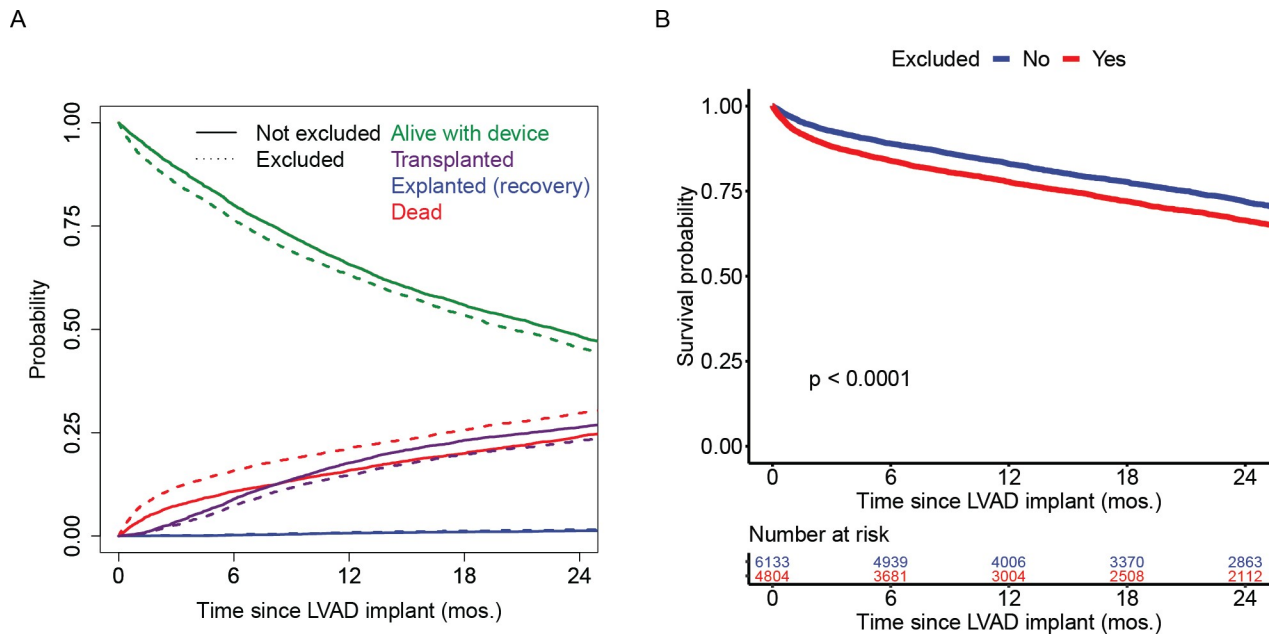 A
Probability
1.00
0.75
0.50
0.25
0.00
Not excluded
Excluded
Alive with device
Transplanted
Explanted (recovery)
Dead
0 6 12 18 24
Time since LVAD implant (mos.)
B
Excluded No Yes
Survival probability
1.00
0.75
0.50
0.25
0.00
p < 0.0001
0 6 12 18 24
Time since LVAD implant (mos.)
Number at risk
6133 4939 4006 3370 2863
4804 3681 3004 2508 2112
0 6 12 18 24
Time since LVAD implant (mos.)